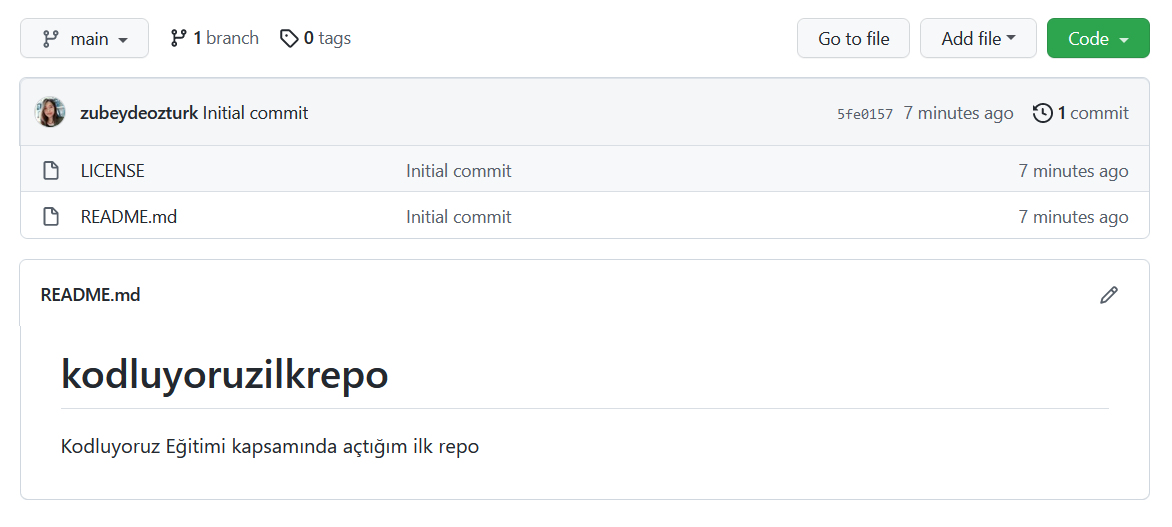 main 1 branch 0 tags Go to file Add file Code
zubeydeozturk Initial commit 5fe0157 7 minutes ago 1 commit
LICENSE Initial commit 7 minutes ago
README.md Initial commit 7 minutes ago
README.md
kodluyoruzilkrepo
Kodluyoruz Eğitimi kapsamında açtığım ilk repo